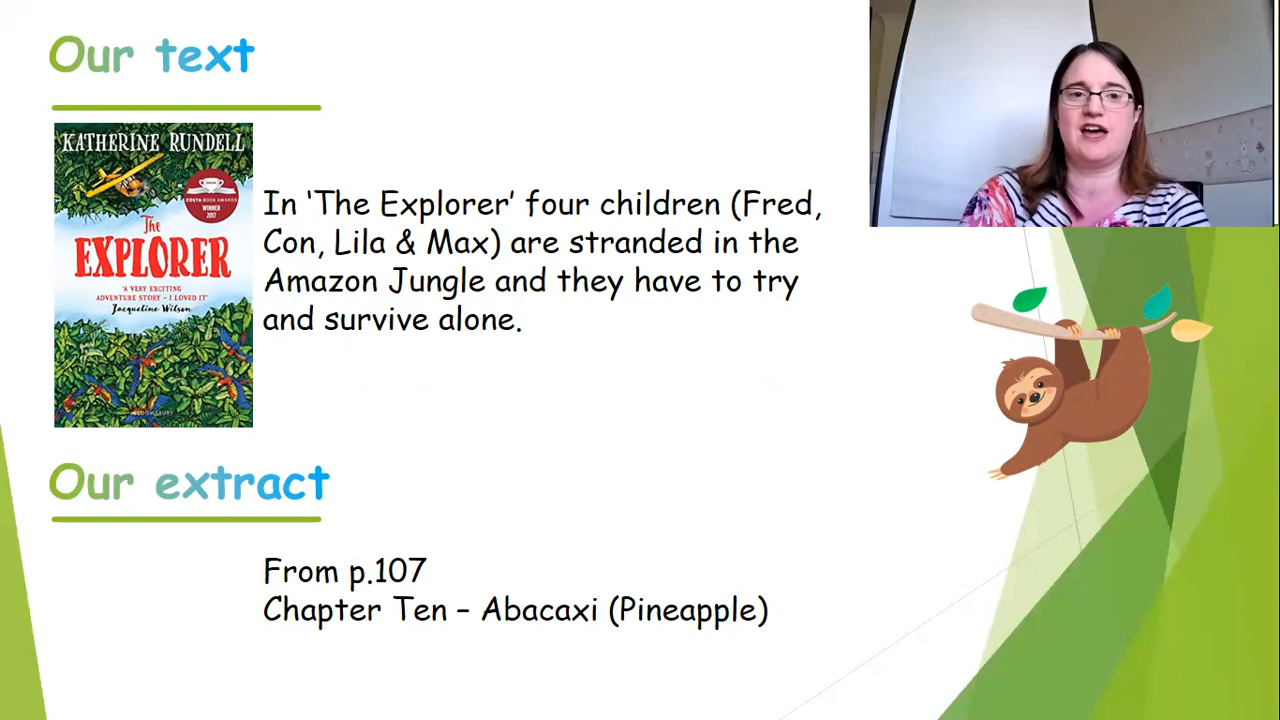 Our text
KATHERINE RUNDELL
COSTA BOOK AWARDS
WINNER
2017
The
EXPLORER
'A VERY EXCITING
ADVENTURE STORY – I LOVED IT'
Jacqueline Wilson
BLOOMSBURY
In ‘The Explorer’ four children (Fred,
Con, Lila & Max) are stranded in the
Amazon Jungle and they have to try
and survive alone.
Our extract
From p.107
Chapter Ten – Abacaxi (Pineapple)